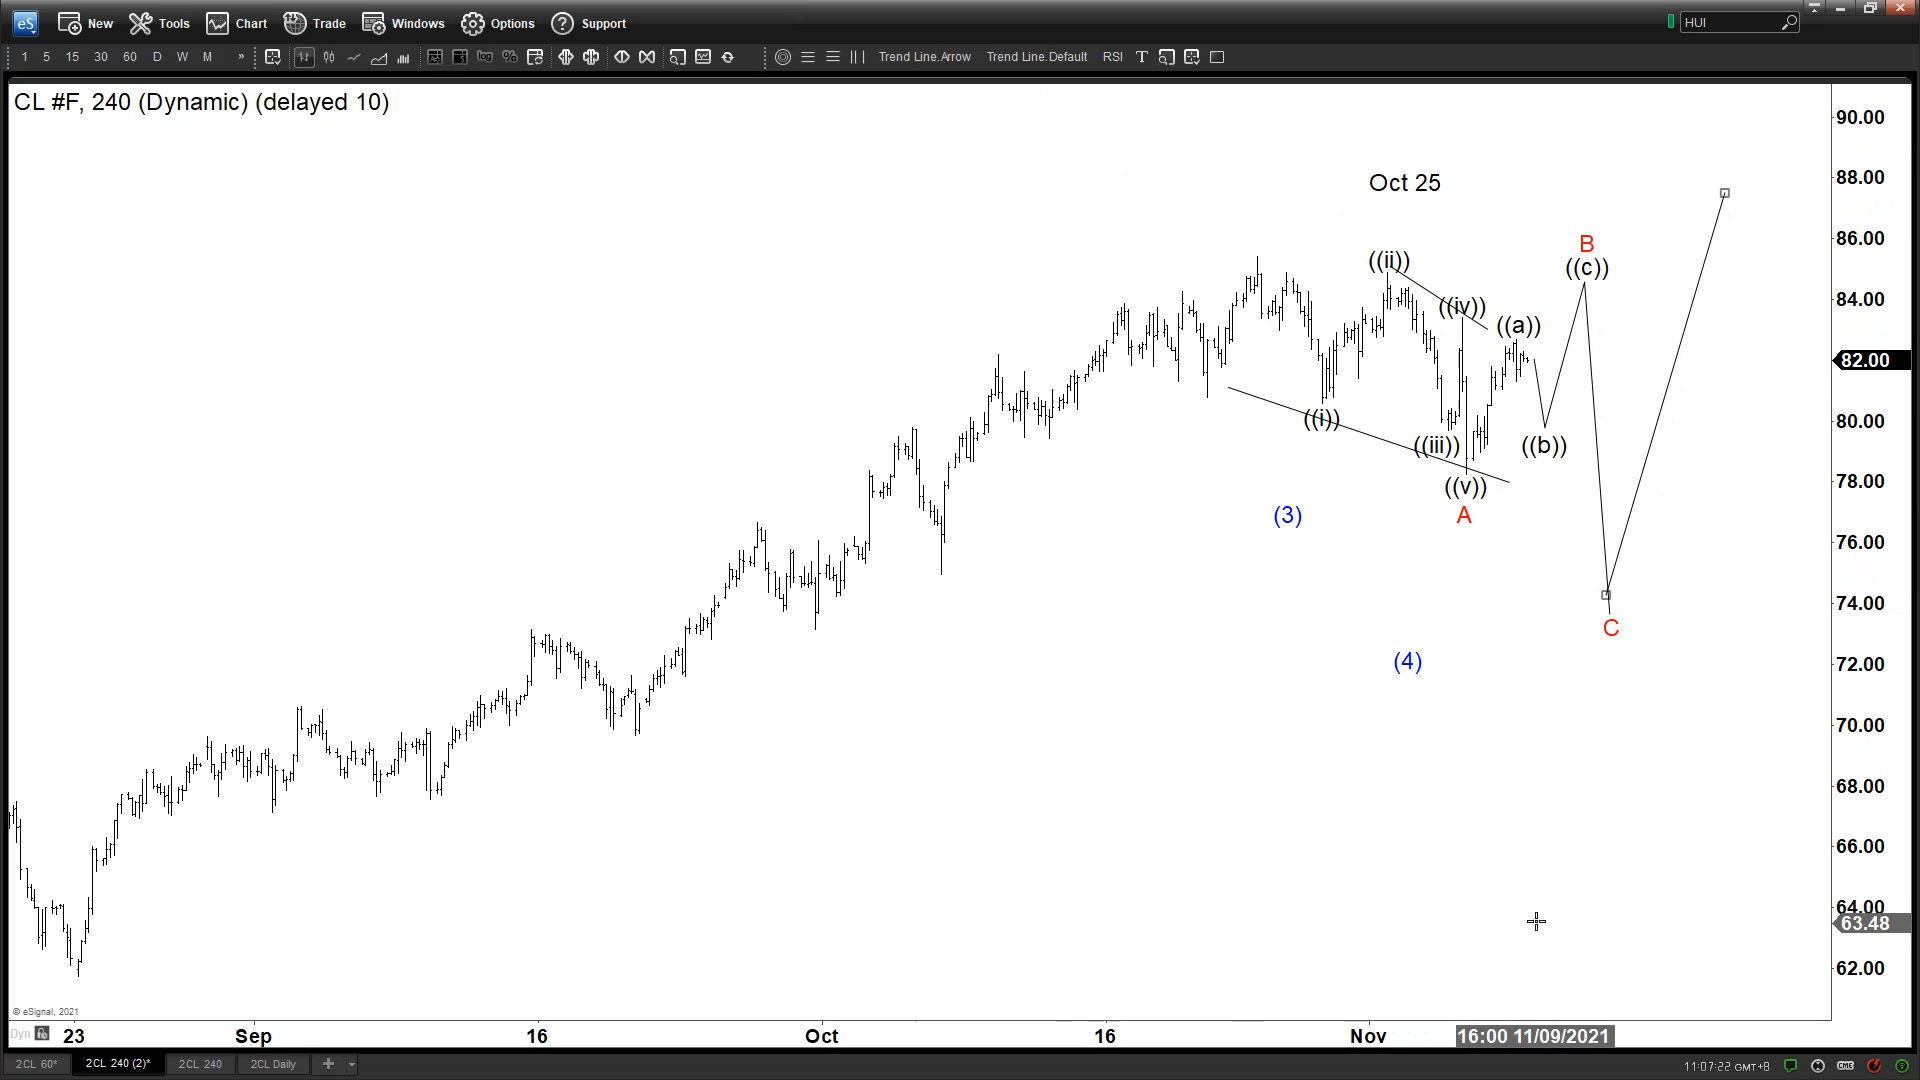 eS New Tools Chart Trade Windows Options Support HUI
1 5 15 30 60 D W M » Trend Line.Arrow Trend Line.Default RSI T
CL #F, 240 (Dynamic) (delayed 10)
90.00
Oct 25
88.00
B
86.00
((ii)) ((c))
84.00
((iv))
((a))
82.00
((i))
80.00
((iii)) ((b))
78.00
((v))
(3) A
76.00
74.00
C
(4)
72.00
70.00
68.00
66.00
64.00
63.48
62.00
© eSignal, 2021
Dyn 23 Sep 16 Oct 16 Nov 16:00 11/09/2021
2CL 60* 2CL 240 (2)* 2CL 240 2CL Daily + 11:07:22 GMT+8 CME